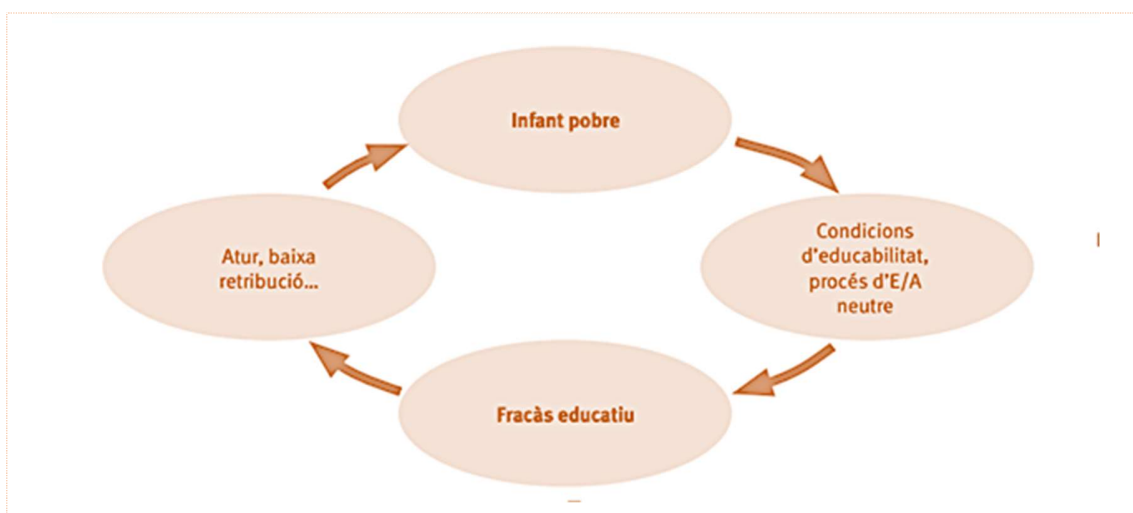 Infant pobre
Condicions
d'educabilitat,
procés d'E/A
neutre
Fracàs educatiu
Atur, baixa
retribució...